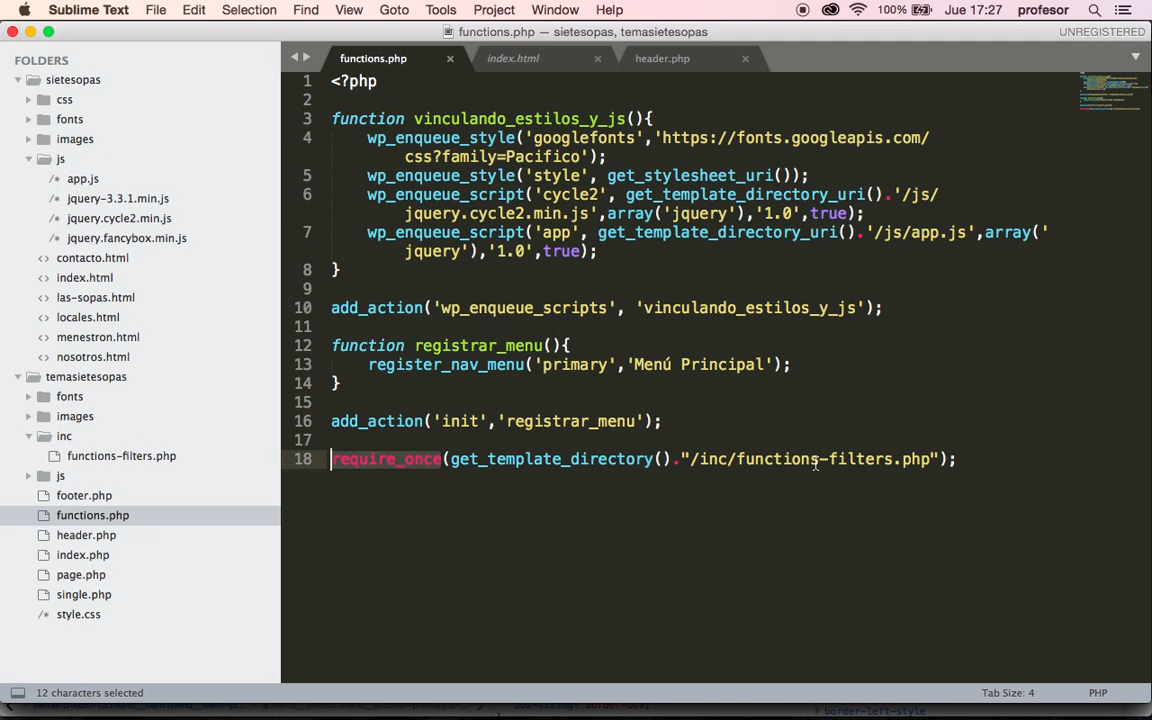 Sublime Text File Edit Selection Find View Goto Tools Project Window Help 100% Jue 17:27 profesor
functions.php — sietesopas, temasietesopas UNREGISTERED
FOLDERS
sietesopas
css
fonts
images
js
/* app.js
/* jquery-3.3.1.min.js
/* jquery.cycle2.min.js
/* jquery.fancybox.min.js
<> contacto.html
<> index.html
<> las-sopas.html
<> locales.html
<> menestron.html
<> nosotros.html
temasietesopas
fonts
images
inc
functions-filters.php
js
footer.php
functions.php
header.php
index.php
page.php
single.php
/* style.css
functions.php × index.html × header.php ×
1 <?php
2
3 function vinculando_estilos_y_js(){
4 wp_enqueue_style('googlefonts','https://fonts.googleapis.com/
css?family=Pacifico');
5 wp_enqueue_style('style', get_stylesheet_uri());
6 wp_enqueue_script('cycle2', get_template_directory_uri().'/js/
jquery.cycle2.min.js',array('jquery'),'1.0',true);
7 wp_enqueue_script('app', get_template_directory_uri().'/js/app.js',array('
jquery'),'1.0',true);
8 }
9
10 add_action('wp_enqueue_scripts', 'vinculando_estilos_y_js');
11
12 function registrar_menu(){
13 register_nav_menu('primary','Menú Principal');
14 }
15
16 add_action('init','registrar_menu');
17
18 require_once(get_template_directory()."/inc/functions-filters.php");
12 characters selected Tab Size: 4 PHP
border-left-style